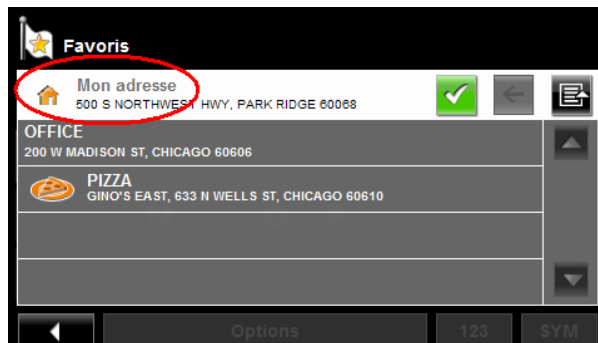 Favoris
Mon adresse
500 S NORTHWEST HWY, PARK RIDGE 60068
OFFICE
200 W MADISON ST, CHICAGO 60606
PIZZA
GINO'S EAST, 633 N WELLS ST, CHICAGO 60610
Options 123 SYM